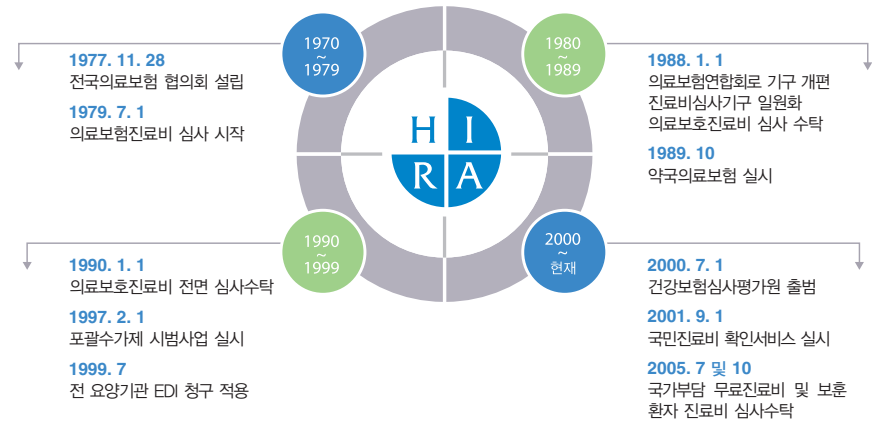 1970
~
1979
1977. 11. 28
전국의료보험 협의회 설립
1979. 7. 1
의료보험진료비 심사 시작
1980
~
1989
1988. 1. 1
의료보험연합회로 기구 개편
진료비심사기구 일원화
의료보호진료비 심사 수탁
1989. 10
약국의료보험 실시
H I
R A
1990
~
1999
1990. 1. 1
의료보호진료비 전면 심사수탁
1997. 2. 1
포괄수가제 시범사업 실시
1999. 7
전 요양기관 EDI 청구 적용
2000
~
현재
2000. 7. 1
건강보험심사평가원 출범
2001. 9. 1
국민진료비 확인서비스 실시
2005. 7 및 10
국가부담 무료진료비 및 보훈
환자 진료비 심사수탁